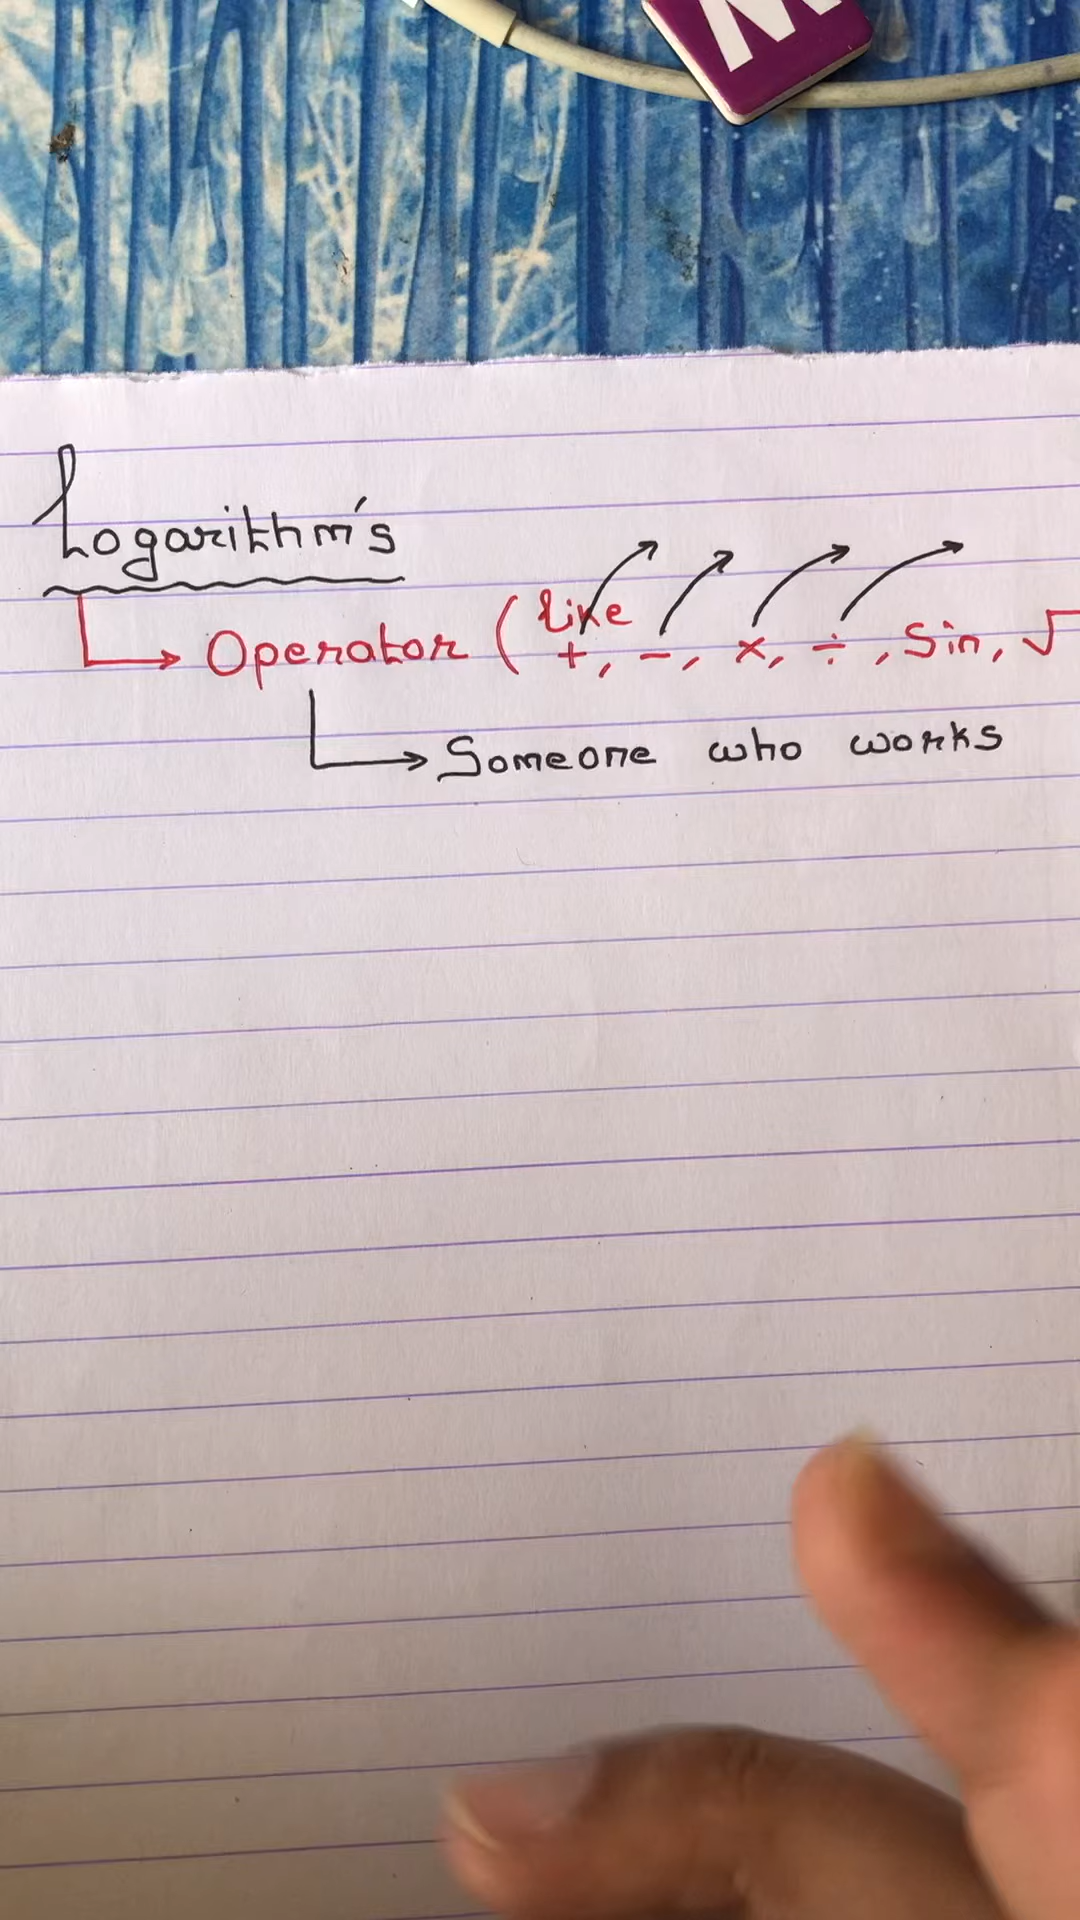 Logarithm's
Operator ( like
+, -, ×, ÷, Sin, √
Someone who works
M